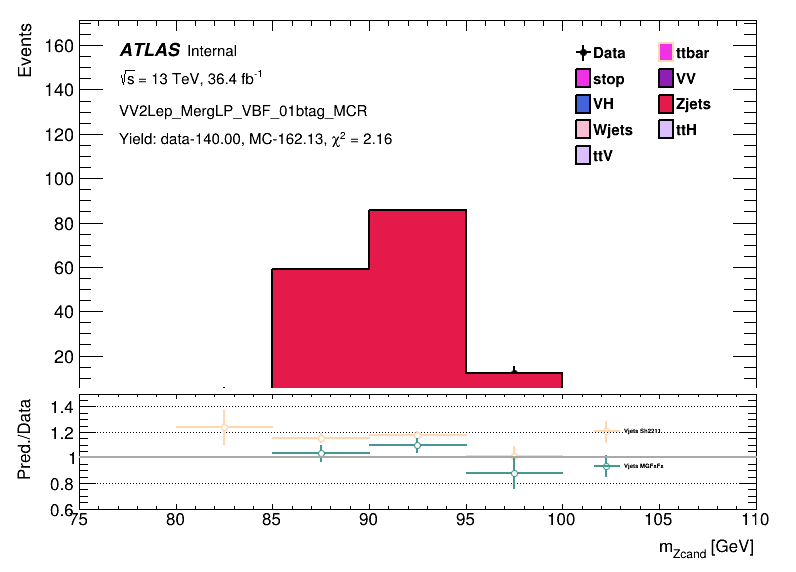 Events
160
140
120
100
80
60
40
20
ATLAS Internal
√s = 13 TeV, 36.4 fb⁻¹
VV2Lep_MergLP_VBF_01btag_MCR
Yield: data-140.00, MC-162.13, χ² = 2.16
Data
ttbar
stop
VV
VH
Zjets
Wjets
ttH
ttV
Pred./Data
1.4
1.2
1
0.8
0.6
Vjets Sh2211
Vjets MGFxFx
75 80 85 90 95 100 105 110
m_Zcand [GeV]